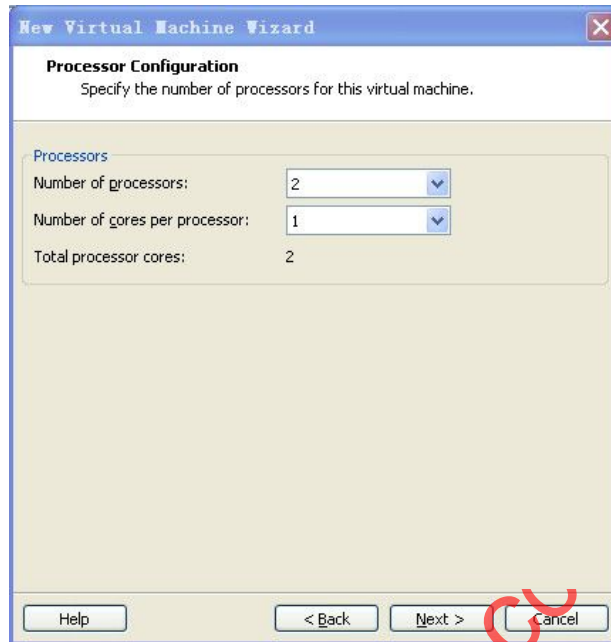 New Virtual Machine Wizard
Processor Configuration
Specify the number of processors for this virtual machine.
Processors
Number of processors: 2
Number of cores per processor: 1
Total processor cores: 2
Help < Back Next > Cancel